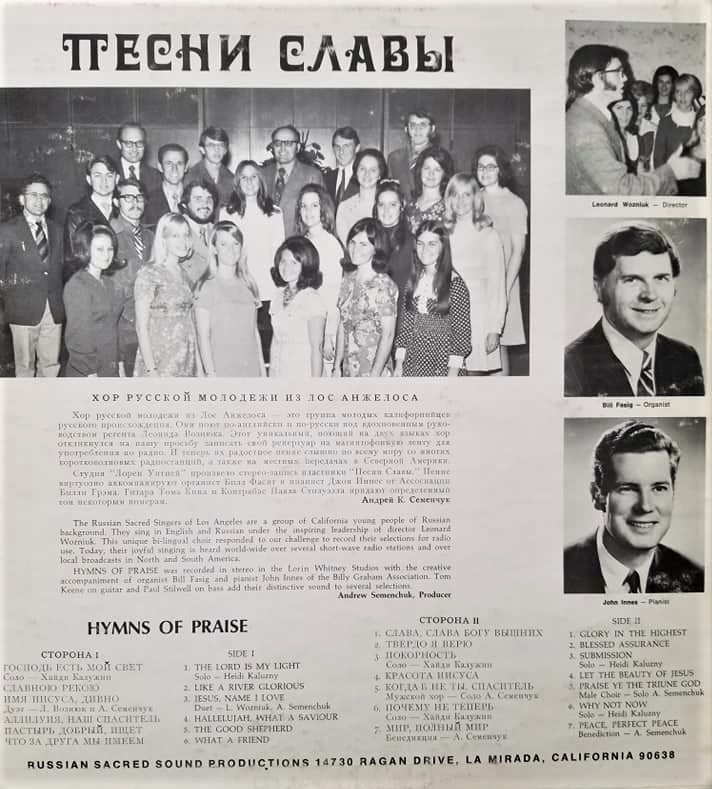 ПЕСНИ СЛАВЫ
Leonard Wozniuk — Director
Bill Fasig — Organist
John Innes — Pianist
ХОР РУССКОЙ МОЛОДЕЖИ ИЗ ЛОС АНЖЕЛОСА
Хор русской молодежи из Лос Анжелоса — это группа молодых калифорнийцев
русского происхождения. Они поют по-английски и по-русски под вдохновенным руко-
водством регента Леонида Вознюка. Этот уникальный, поющий на двух языках хор
откликнулся на нашу просьбу записать свой репертуар на магнитофонную ленту для
употребления по радио. И теперь их радостное пение слышно по всему миру со многих
коротковолновых радиостанций, а также на местных передачах в Северной Америке.
Студия "Лорен Уитней" произвело стерео-запись пластинки "Песни Славы." Пение
виртуозно аккомпанируют органист Билл Фасиг и пианист Джон Иннес от Ассоциации
Билли Грэма. Гитара Тома Кина и Контрабас Павла Стилуэлла придают определенный
тон некоторым номерам.
Андрей К. Семенчук
The Russian Sacred Singers of Los Angeles are a group of California young people of Russian
background. They sing in English and Russian under the inspiring leadership of director Leonard
Wozniuk. This unique bi-lingual choir responded to our challenge to record their selections for radio
use. Today, their joyful singing is heard world-wide over several short-wave radio stations and over
local broadcasts in North and South America.
HYMNS OF PRAISE was recorded in stereo in the Lorin Whitney Studios with the creative
accompaniment of organist Bill Fasig and pianist John Innes of the Billy Graham Association. Tom
Keene on guitar and Paul Stilwell on bass add their distinctive sound to several selections.
Andrew Semenchuk, Producer
HYMNS OF PRAISE
СТОРОНА I
ГОСПОДЬ ЕСТЬ МОЙ СВЕТ
Соло — Хайди Калужин
СЛАВНОЮ РЕКОЮ
ИМЯ ИИСУСА, ДИВНО
Дуэт — Л. Вознюк и А. Семенчук
АЛЛИЛУИЯ, НАШ СПАСИТЕЛЬ
ПАСТЫРЬ ДОБРЫЙ, ИЩЕТ
ЧТО ЗА ДРУГА МЫ ИМЕЕМ
SIDE I
1. THE LORD IS MY LIGHT
Solo — Heidi Kaluzny
2. LIKE A RIVER GLORIOUS
3. JESUS, NAME I LOVE
Duet — L. Wozniuk, A. Semenchuk
4. HALLELUJAH, WHAT A SAVIOUR
5. THE GOOD SHEPHERD
6. WHAT A FRIEND
СТОРОНА II
1. СЛАВА, СЛАВА БОГУ ВЫШНИХ
2. ТВЕРДО Я ВЕРЮ
3. ПОКОРНОСТЬ
Соло — Хайди Калужин
4. КРАСОТА ИИСУСА
5. КОГДА Б НЕ ТЫ, СПАСИТЕЛЬ
Мужской хор — Соло А. Семенчук
6. ПОЧЕМУ НЕ ТЕПЕРЬ
Соло — Хайди Калужин
7. МИР, ПОЛНЫЙ МИР
Бенедикция — А. Семенчук
SIDE II
1. GLORY IN THE HIGHEST
2. BLESSED ASSURANCE
3. SUBMISSION
Solo — Heidi Kaluzny
4. LET THE BEAUTY OF JESUS
5. PRAISE YE THE TRIUNE GOD
Male Choir — Solo A. Semenchuk
6. WHY NOT NOW
Solo — Heidi Kaluzny
7. PEACE, PERFECT PEACE
Benediction — A. Semenchuk
RUSSIAN SACRED SOUND PRODUCTIONS 14730 RAGAN DRIVE, LA MIRADA, CALIFORNIA 90638